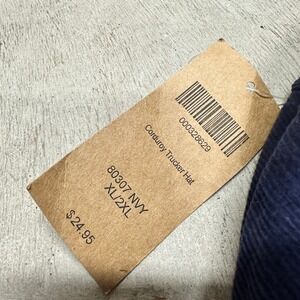 000328629
Corduroy Trucker Hat
80307 NVY
XL/2XL
$24.95